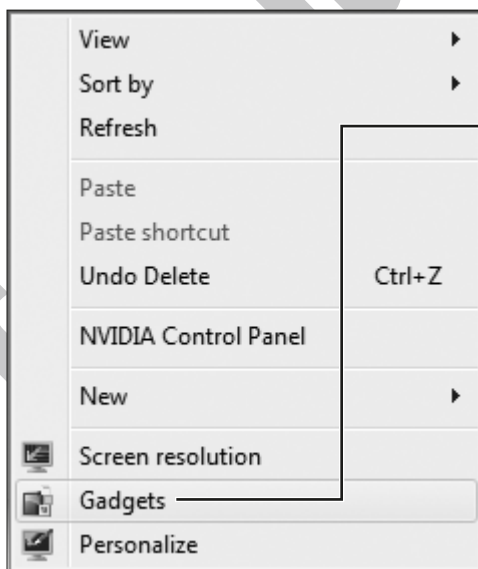 View
Sort by
Refresh
Paste
Paste shortcut
Undo Delete Ctrl+Z
NVIDIA Control Panel
New
Screen resolution
Gadgets
Personalize